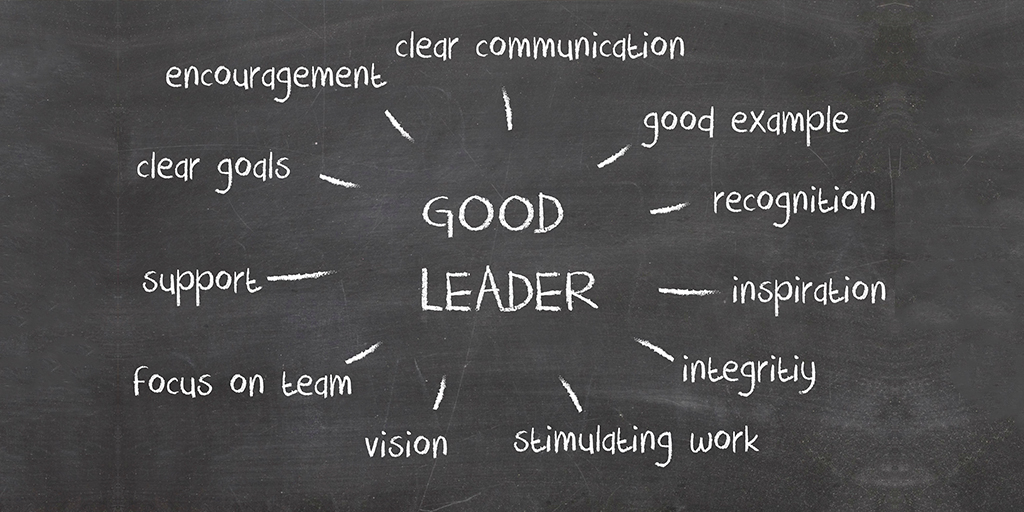 clear communication
encouragement
good example
clear goals
recognition
GOOD
LEADER
support
inspiration
focus on team
integritiy
vision
stimulating work